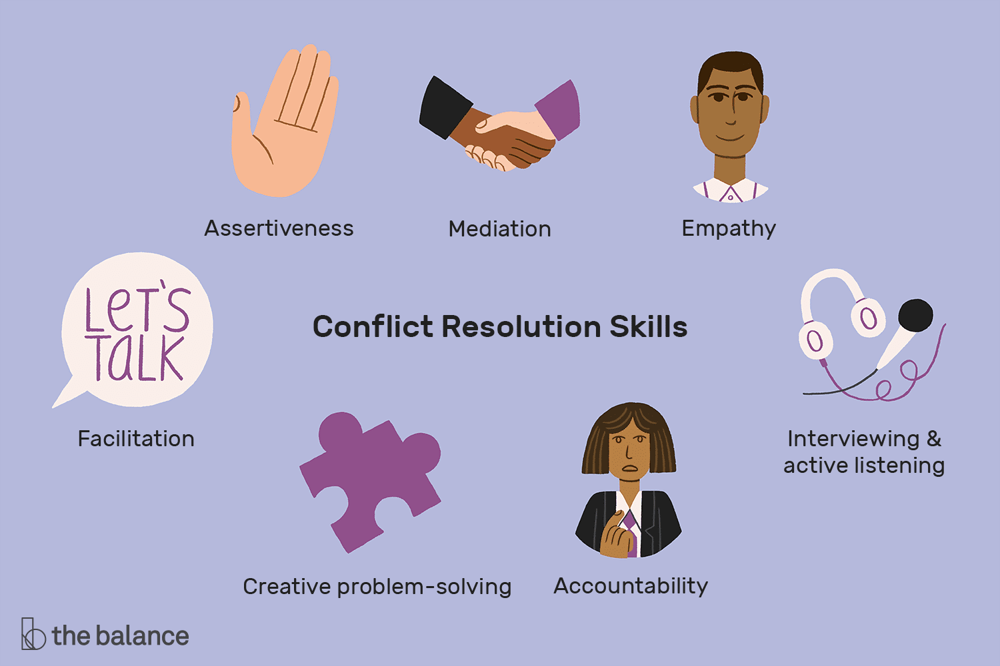 Assertiveness
Mediation
Empathy
LET'S
TALK
Facilitation
Conflict Resolution Skills
Interviewing &
active listening
Creative problem-solving
Accountability
the balance